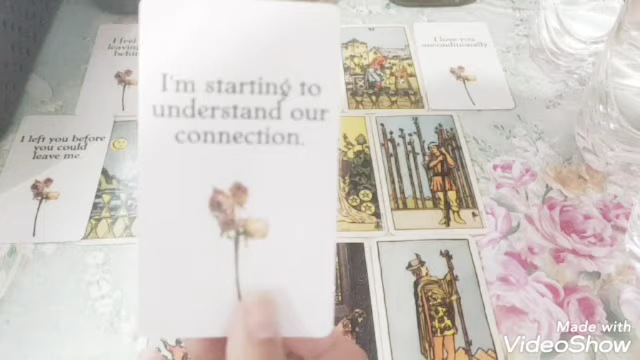 I'm starting to
understand our
connection.
I feel
leaving
I love you
unconditionally
I left you before
you could
leave me.
Made with
VideoShow